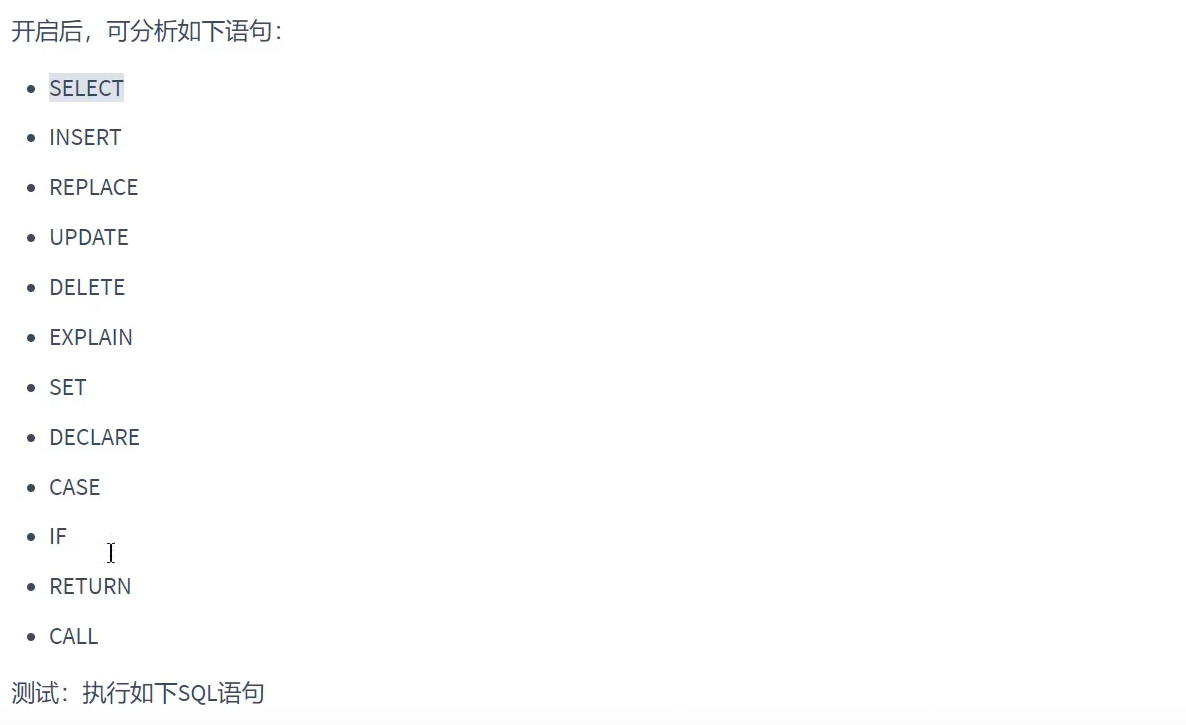 开启后，可分析如下语句：
SELECT
INSERT
REPLACE
UPDATE
DELETE
EXPLAIN
SET
DECLARE
CASE
IF
RETURN
CALL
测试：执行如下SQL语句